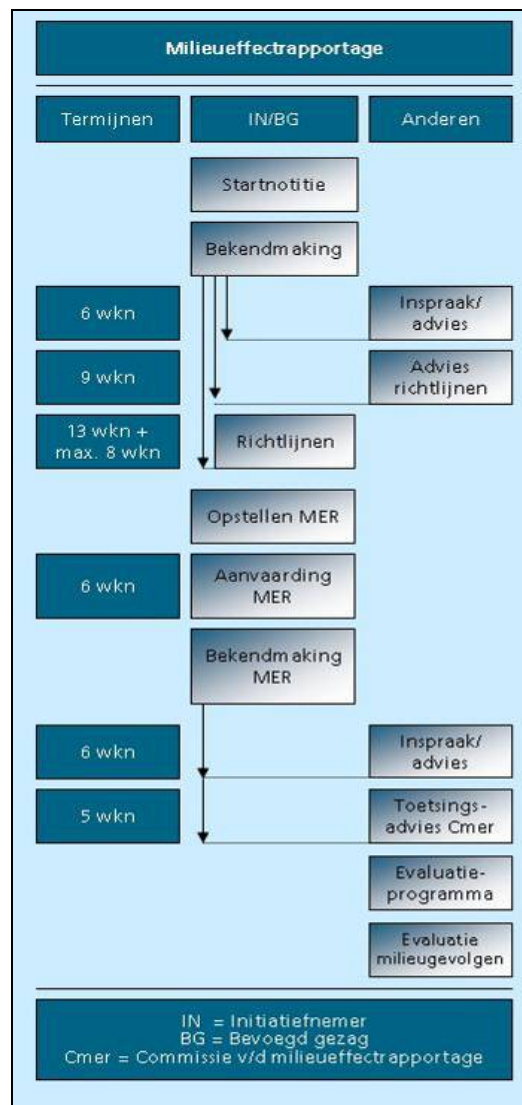 Milieueffectrapportage
Termijnen
IN/BG
Anderen
Startnotitie
Bekendmaking
6 wkn
Inspraak/
advies
9 wkn
Advies
richtlijnen
13 wkn +
max. 8 wkn
Richtlijnen
Opstellen MER
6 wkn
Aanvaarding
MER
Bekendmaking
MER
6 wkn
Inspraak/
advies
5 wkn
Toetsings-
advies Cmer
Evaluatie-
programma
Evaluatie
milieugevolgen
IN = Initiatiefnemer
BG = Bevoegd gezag
Cmer = Commissie v/d milieueffectrapportage